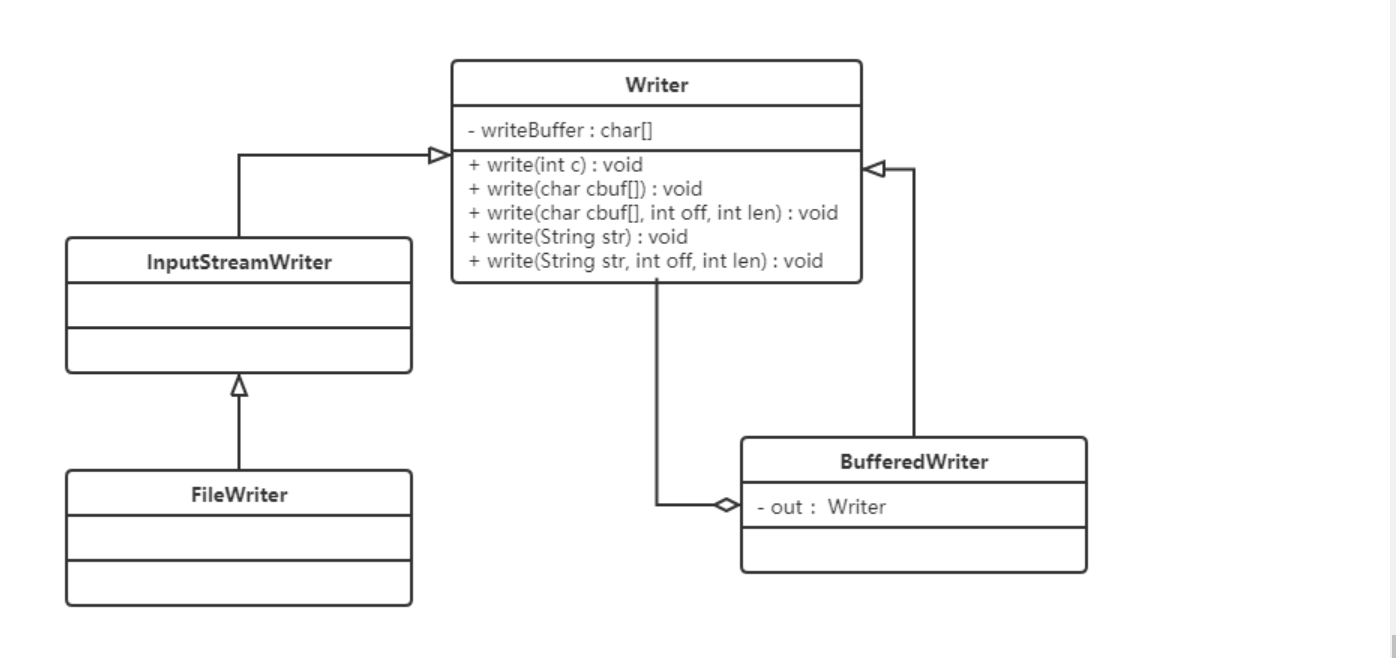 Writer
- writeBuffer : char[]
+ write(int c) : void
+ write(char cbuf[]) : void
+ write(char cbuf[], int off, int len) : void
+ write(String str) : void
+ write(String str, int off, int len) : void
InputStreamWriter
FileWriter
BufferedWriter
- out :  Writer